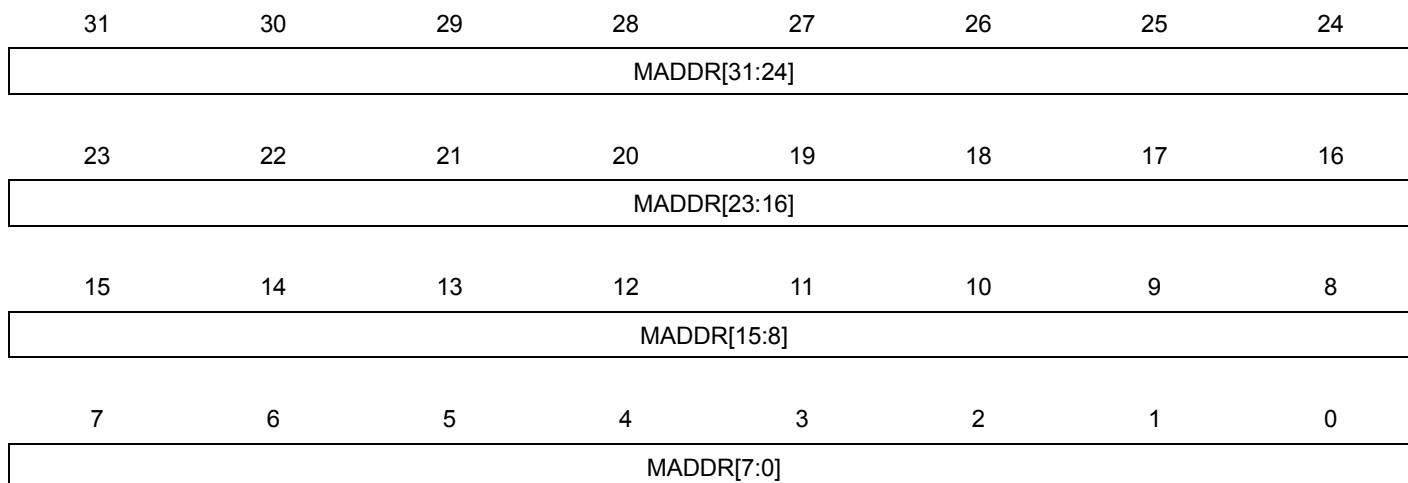 31 30 29 28 27 26 25 24
MADDR[31:24]
23 22 21 20 19 18 17 16
MADDR[23:16]
15 14 13 12 11 10 9 8
MADDR[15:8]
7 6 5 4 3 2 1 0
MADDR[7:0]